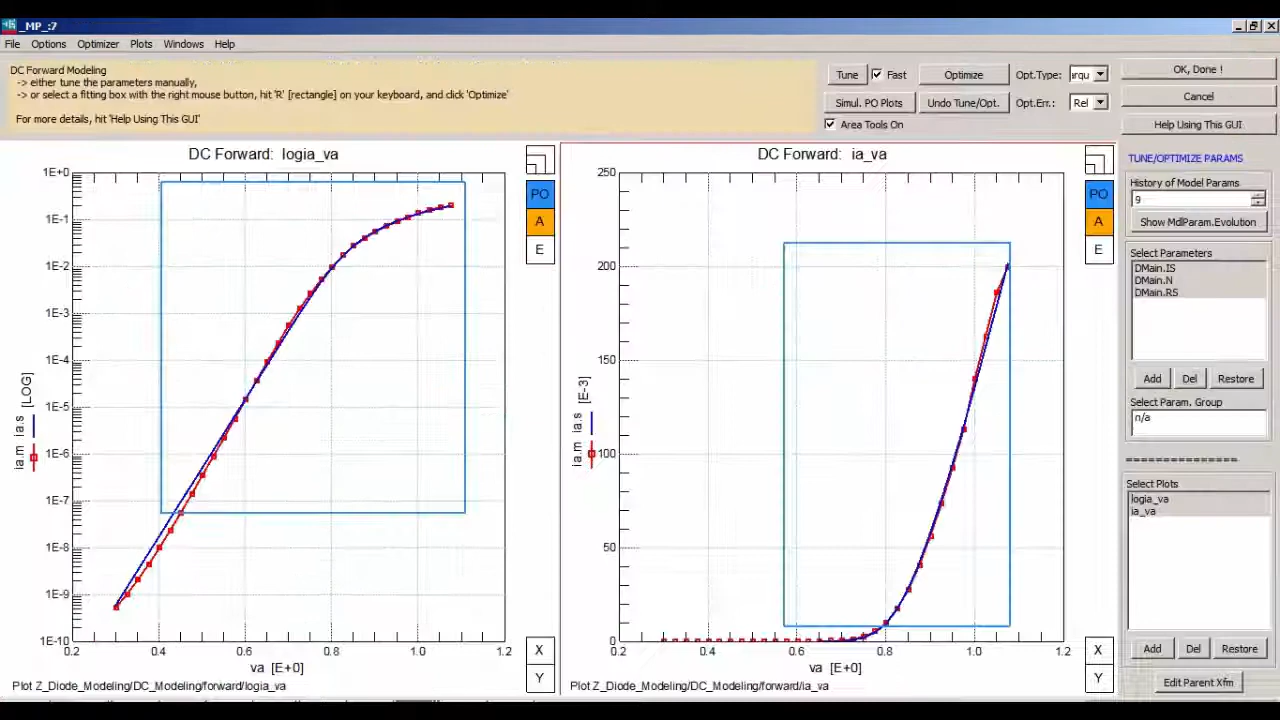 _MP_:7
File Options Optimizer Plots Windows Help
DC Forward Modeling
-> either tune the parameters manually,
-> or select a fitting box with the right mouse button, hit 'R' [rectangle] on your keyboard, and click 'Optimize'
For more details, hit 'Help Using This GUI'
Tune Fast Optimize Opt.Type: irqu
Simul. PO Plots Undo Tune/Opt. Opt.Err.: Rel
Area Tools On
OK, Done !
Cancel
Help Using This GUI
DC Forward: logia_va
1E+0
1E-1
1E-2
1E-3
1E-4
1E-5
1E-6
1E-7
1E-8
1E-9
1E-10
0.2 0.4 0.6 0.8 1.0 1.2
va [E+0]
ia.m ia.s [LOG]
Plot Z_Diode_Modeling/DC_Modeling/forward/logia_va
PO
A
E
X
Y
DC Forward: ia_va
250
200
150
100
50
0
0.2 0.4 0.6 0.8 1.0 1.2
va [E+0]
ia.m ia.s [E-3]
Plot Z_Diode_Modeling/DC_Modeling/forward/ia_va
PO
A
E
X
Y
TUNE/OPTIMIZE PARAMS
History of Model Params
9
Show MdlParam.Evolution
Select Parameters
DMain.IS
DMain.N
DMain.RS
Add Del Restore
Select Param. Group
n/a
===============
Select Plots
logia_va
ia_va
Add Del Restore
Edit Parent Xfm